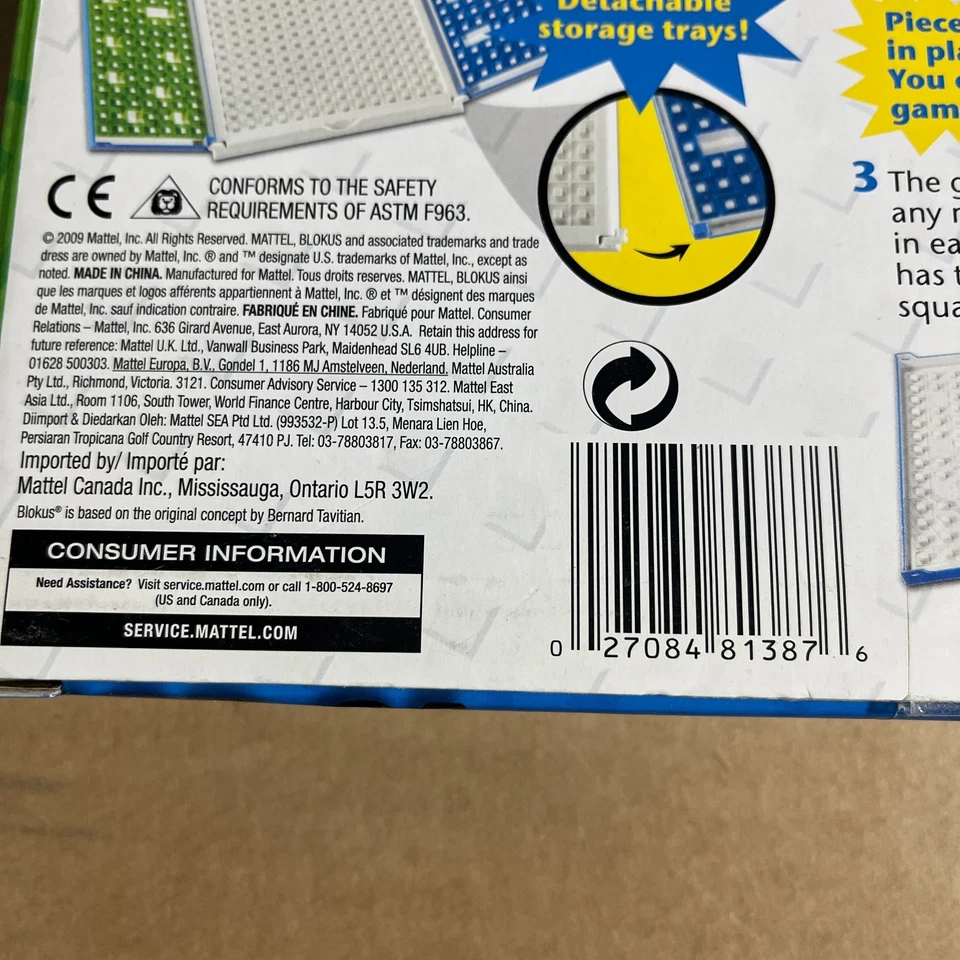 Detachable
storage trays!
Piece
in pla
You
gam
3 The g
any
in ea
has t
squa
CE
CONFORMS TO THE SAFETY
REQUIREMENTS OF ASTM F963.
© 2009 Mattel, Inc. All Rights Reserved. MATTEL, BLOKUS and associated trademarks and trade
dress are owned by Mattel, Inc. ® and ™ designate U.S. trademarks of Mattel, Inc., except as
noted. MADE IN CHINA. Manufactured for Mattel. Tous droits reserves. MATTEL, BLOKUS ainsi
que les marques et logos afférents appartiennent à Mattel, Inc. ® et ™ désignent des marques
de Mattel, Inc. sauf indication contraire. FABRIQUÉ EN CHINE. Fabriqué pour Mattel. Consumer
Relations – Mattel, Inc. 636 Girard Avenue, East Aurora, NY 14052 U.S.A. Retain this address for
future reference: Mattel U.K. Ltd., Vanwall Business Park, Maidenhead SL6 4UB. Helpline –
01628 500303. Mattel Europa, B.V., Gondel 1, 1186 MJ Amstelveen, Nederland. Mattel Australia
Pty Ltd., Richmond, Victoria. 3121. Consumer Advisory Service – 1300 135 312. Mattel East
Asia Ltd., Room 1106, South Tower, World Finance Centre, Harbour City, Tsimshatsui, HK, China.
Diimport & Diedarkan Oleh: Mattel SEA Ptd Ltd. (993532-P) Lot 13.5, Menara Lien Hoe,
Persiaran Tropicana Golf Country Resort, 47410 PJ. Tel: 03-78803817, Fax: 03-78803867.
Imported by/ Importé par:
Mattel Canada Inc., Mississauga, Ontario L5R 3W2.
Blokus® is based on the original concept by Bernard Tavitian.
CONSUMER INFORMATION
Need Assistance? Visit service.mattel.com or call 1-800-524-8697
(US and Canada only).
SERVICE.MATTEL.COM
0 27084 81387 6